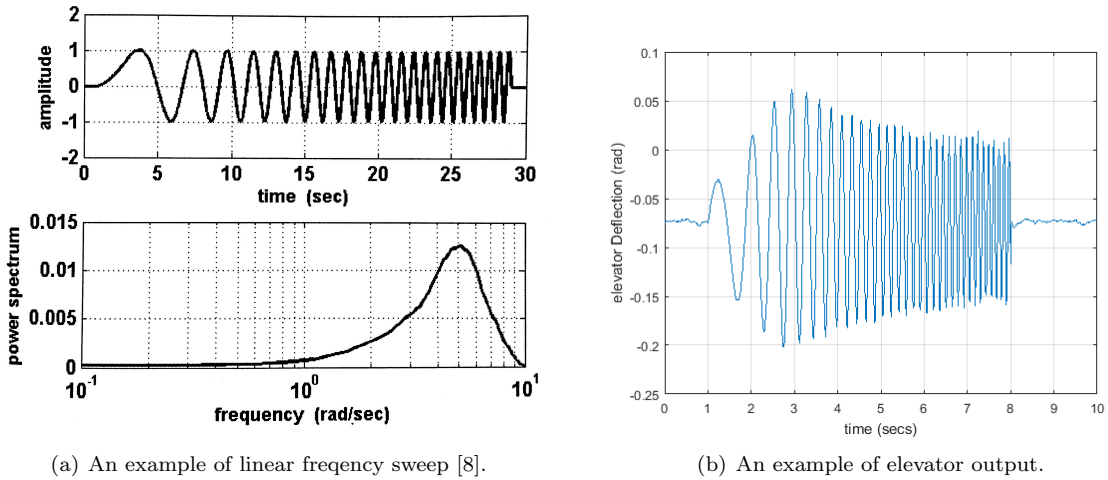 2
1
0
-1
-2
amplitude
0 5 10 15 20 25 30
time (sec)
0.015
0.01
0.005
0
power spectrum
10^-1 10^0 10^1
frequency (rad/sec)
(a) An example of linear freqency sweep [8].
0.1
0.05
0
-0.05
-0.1
-0.15
-0.2
-0.25
elevator Deflection (rad)
0 1 2 3 4 5 6 7 8 9 10
time (secs)
(b) An example of elevator output.